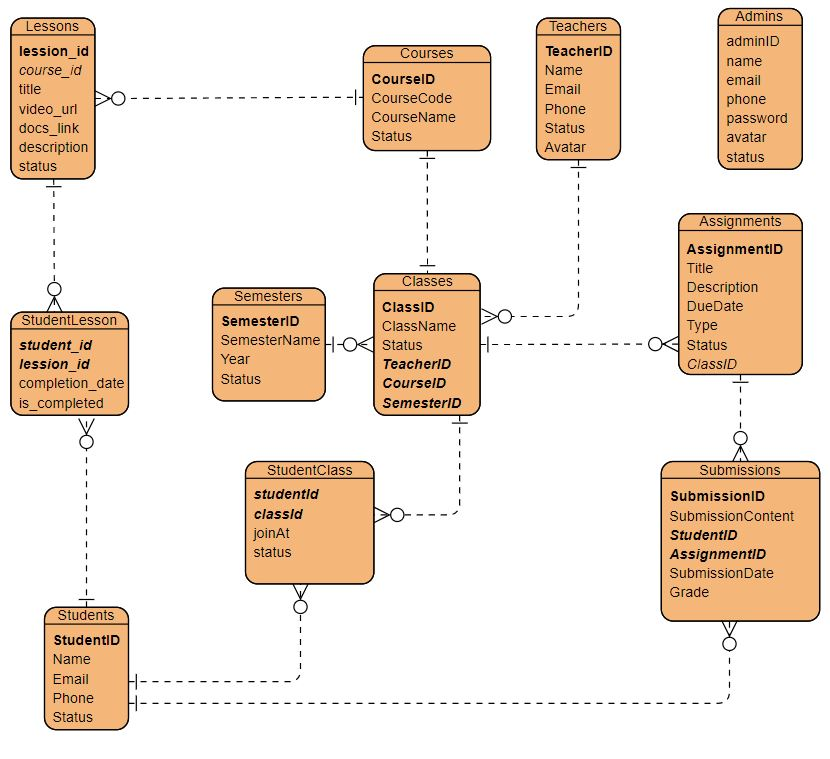 Lessons
lession_id
course_id
title
video_url
docs_link
description
status
Courses
CourseID
CourseCode
CourseName
Status
Teachers
TeacherID
Name
Email
Phone
Status
Avatar
Admins
adminID
name
email
phone
password
avatar
status
Assignments
AssignmentID
Title
Description
DueDate
Type
Status
ClassID
Semesters
SemesterID
SemesterName
Year
Status
Classes
ClassID
ClassName
Status
TeacherID
CourseID
SemesterID
StudentLesson
student_id
lession_id
completion_date
is_completed
StudentClass
studentId
classId
joinAt
status
Submissions
SubmissionID
SubmissionContent
StudentID
AssignmentID
SubmissionDate
Grade
Students
StudentID
Name
Email
Phone
Status